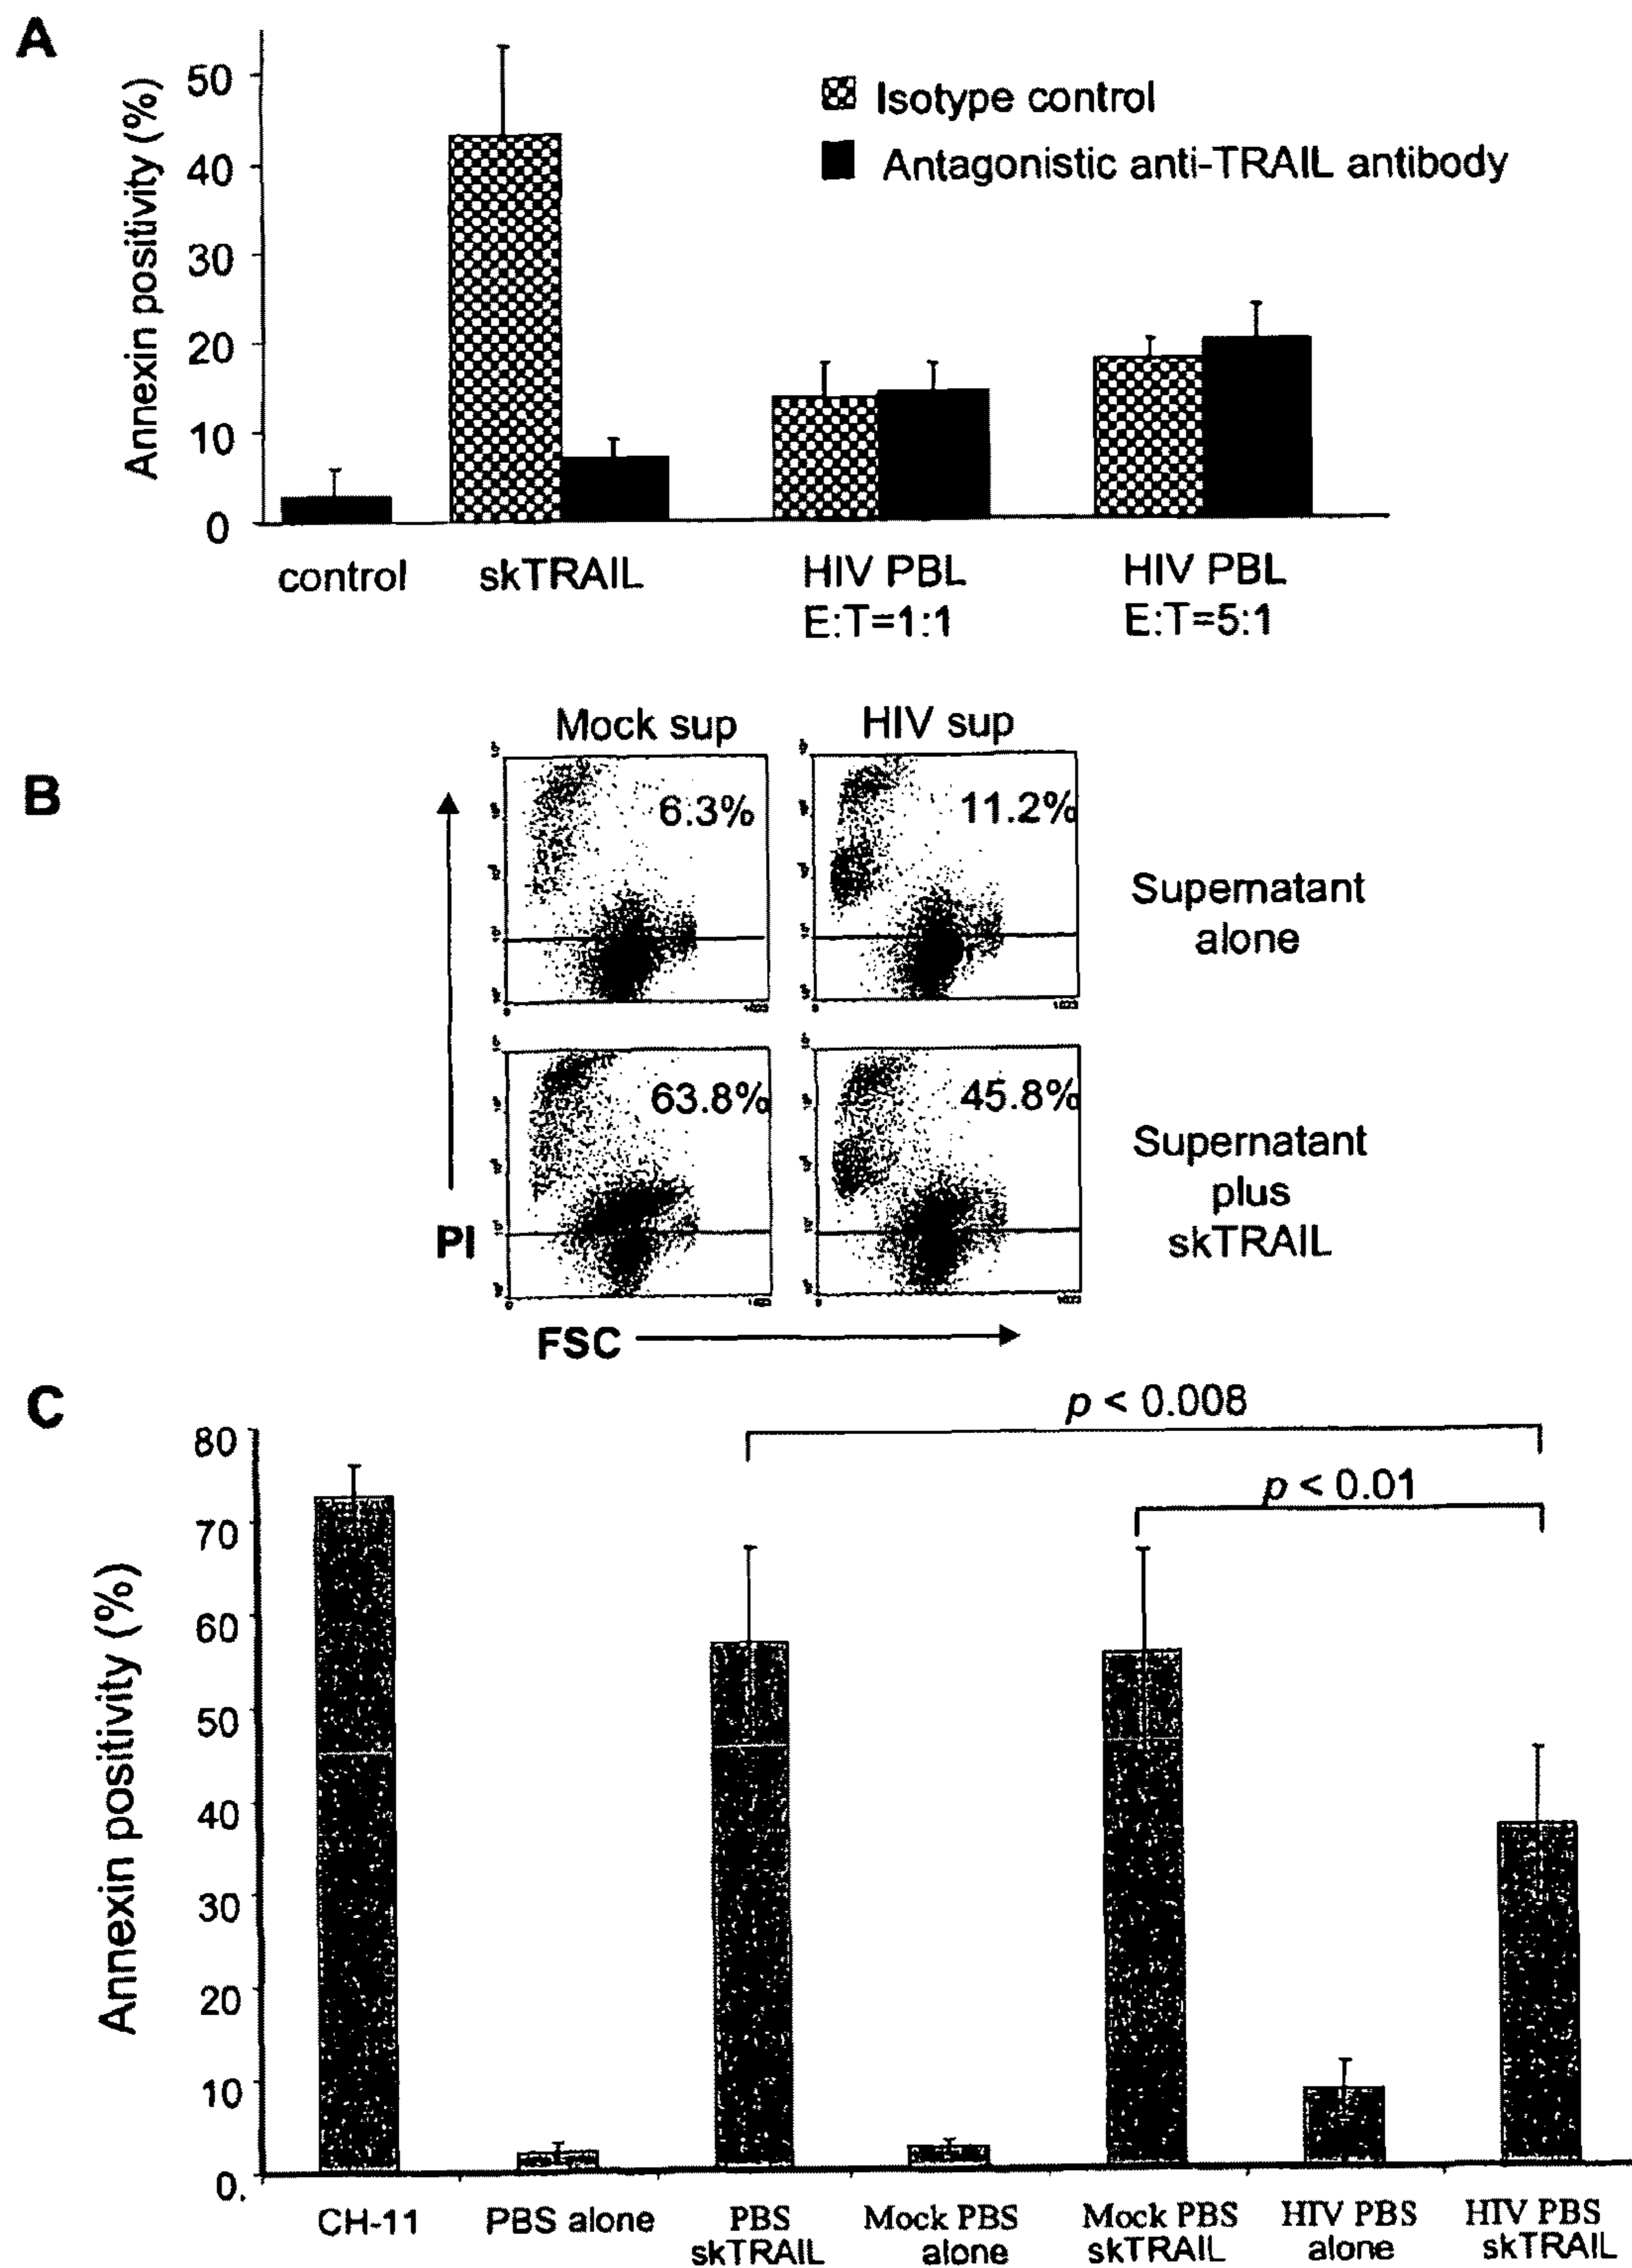 A
Annexin positivity (%)
50
40
30
20
10
0
Isotype control
Antagonistic anti-TRAIL antibody
control
skTRAIL
HIV PBL
E:T=1:1
HIV PBL
E:T=5:1
B
Mock sup
HIV sup
6.3%
11.2%
Supernatant
alone
63.8%
45.8%
Supernatant
plus
skTRAIL
PI
FSC
C
p < 0.008
p < 0.01
Annexin positivity (%)
80
70
60
50
40
30
20
10
0
CH-11
PBS alone
PBS
skTRAIL
Mock PBS
alone
Mock PBS
skTRAIL
HIV PBS
alone
HIV PBS
skTRAIL